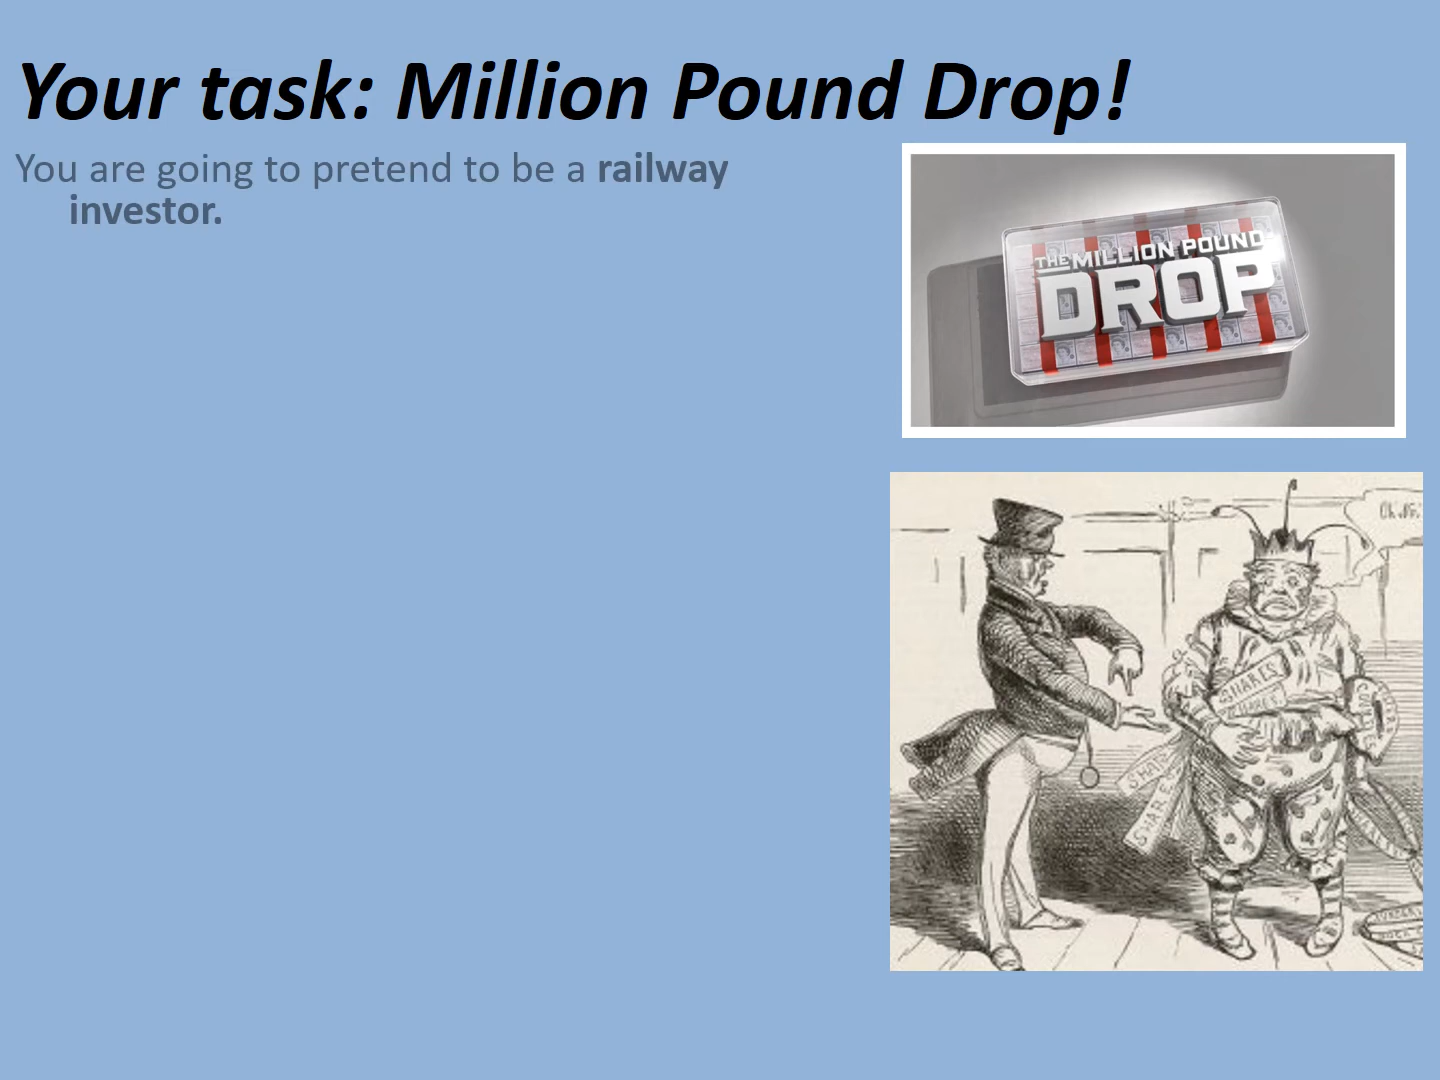 Your task: Million Pound Drop!
You are going to pretend to be a railway
investor.
THE MILLION POUND
DROP
SHARES
SHARES
SHARES